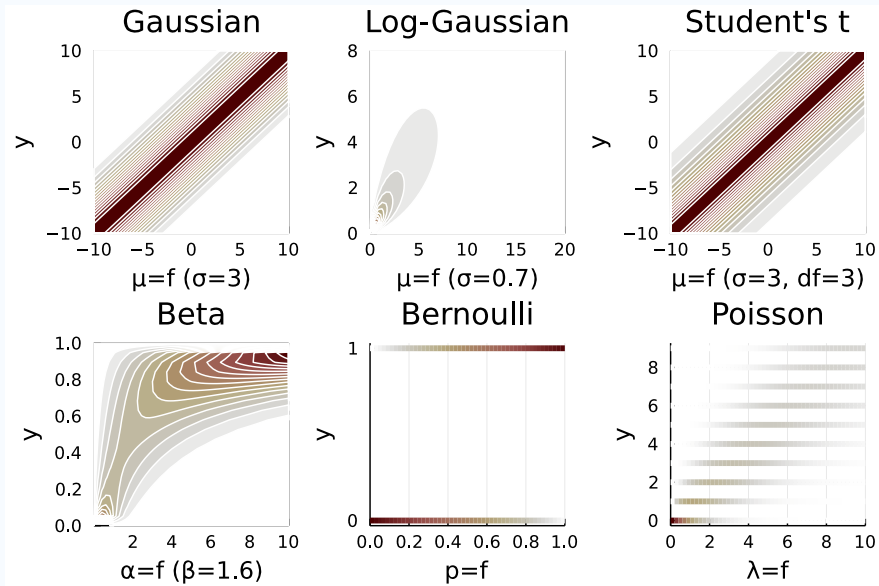 Gaussian
Log-Gaussian
Student's t
10
5
0
−5
−10
y
−10 −5 0 5 10
μ=f (σ=3)
8
6
4
2
0
y
0 5 10 15 20
μ=f (σ=0.7)
10
5
0
−5
−10
y
−10 −5 0 5 10
μ=f (σ=3, df=3)
Beta
Bernoulli
Poisson
1.0
0.8
0.6
0.4
0.2
0.0
y
2 4 6 8 10
α=f (β=1.6)
1
0
y
0.0 0.2 0.4 0.6 0.8 1.0
p=f
8
6
4
2
0
y
0 2 4 6 8 10
λ=f